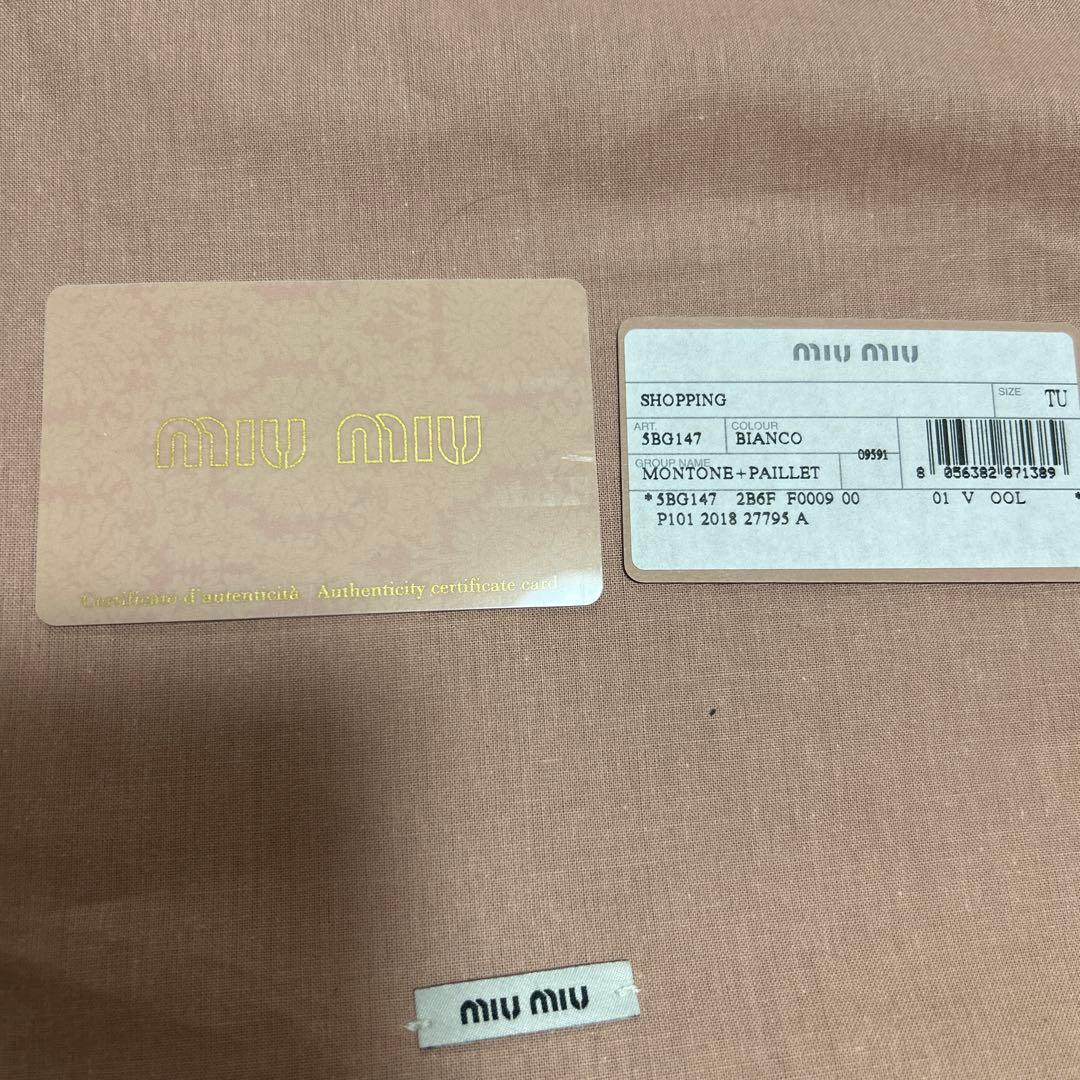 miu miu
Certificato d'autenticità Authenticity certificate card
miu miu
SHOPPING SIZE TU
ART. 5BG147 COLOUR BIANCO
GROUP NAME MONTONE+PAILLET 09591
8 056382 871389
*5BG147 2B6F F0009 00 01 V OOL *
P101 2018 27795 A
miu miu